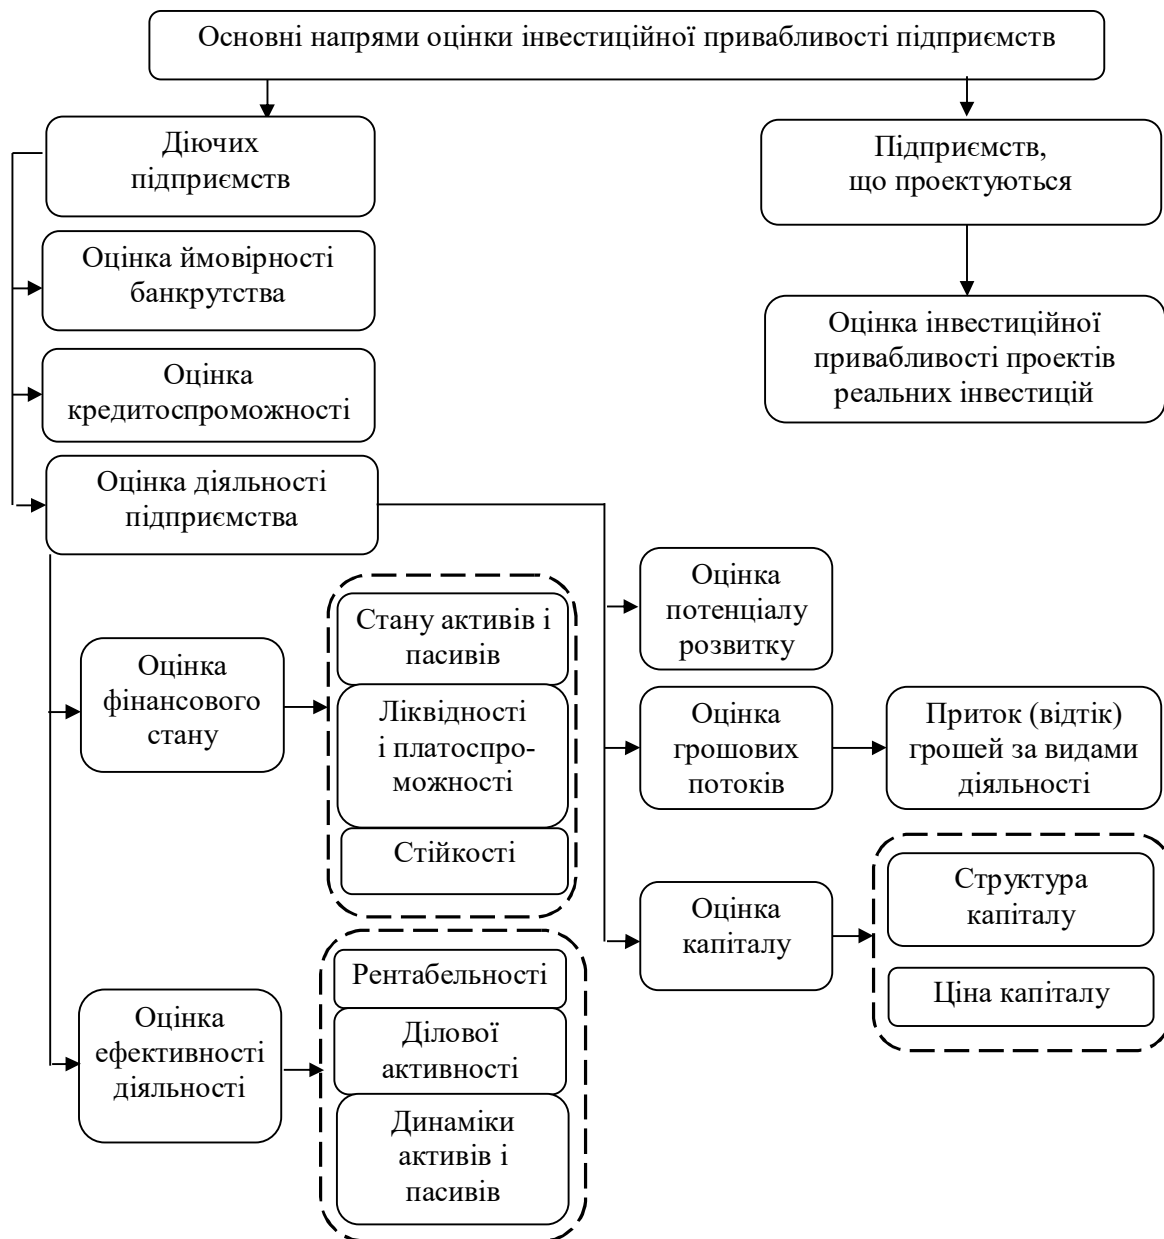 Основні напрями оцінки інвестиційної привабливості підприємств
Діючих
підприємств
Підприємств,
що проектуються
Оцінка ймовірності
банкрутства
Оцінка інвестиційної
привабливості проектів
реальних інвестицій
Оцінка
кредитоспроможності
Оцінка діяльності
підприємства
Оцінка
потенціалу
розвитку
Стану активів і
пасивів
Оцінка
фінансового
стану
Ліквідності
і платоспро-
можності
Оцінка
грошових
потоків
Приток (відтік)
грошей за видами
діяльності
Стійкості
Оцінка
капіталу
Структура
капіталу
Ціна капіталу
Рентабельності
Оцінка
ефективності
діяльності
Ділової
активності
Динаміки
активів і
пасивів